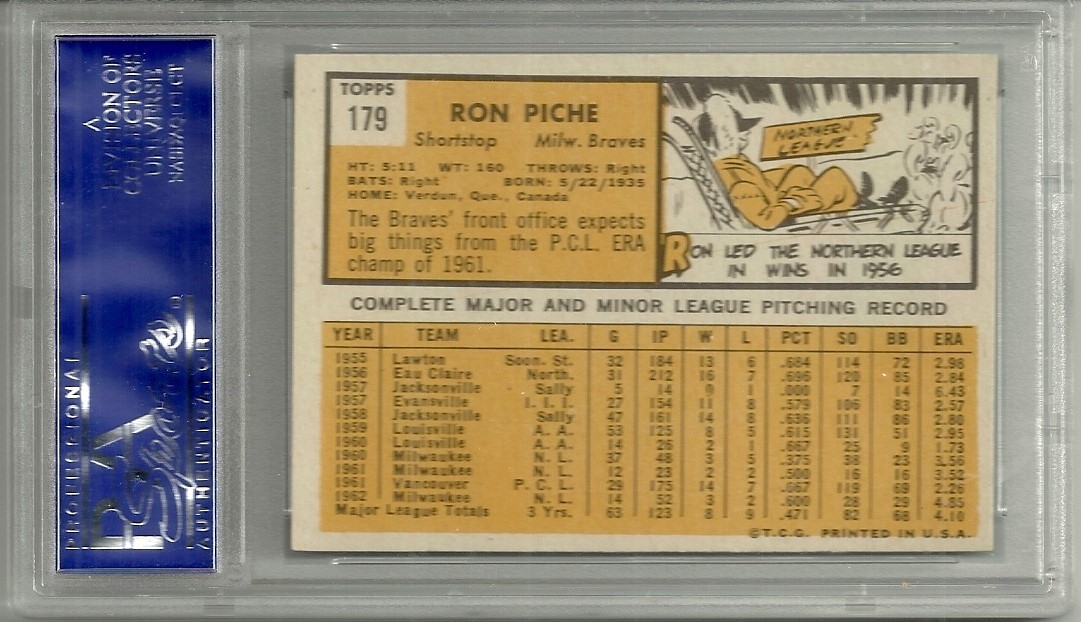 DIVISION OF
COLLECTORS
UNIVERSE
NASDAQ: CLCT
PROFESSIONAL
PSA
AUTHENTICATOR
TOPPS
179
RON PICHE
Shortstop Milw. Braves
HT: 5:11 WT: 160 THROWS: Right
BATS: Right BORN: 5/22/1935
HOME: Verdun, Que., Canada
The Braves' front office expects
big things from the P.C.L. ERA
champ of 1961.
NORTHERN
LEAGUE
RON LED THE NORTHERN LEAGUE
IN WINS IN 1956
COMPLETE MAJOR AND MINOR LEAGUE PITCHING RECORD
YEAR TEAM LEA. G IP W L PCT SO BB ERA
1955 Lawton Soon. St. 32 184 13 6 .684 114 72 2.98
1956 Eau Claire North. 31 212 16 7 .696 120 85 2.84
1957 Jacksonville Sally 5 14 0 1 .000 7 14 6.43
1957 Evansville I. I. I. 27 154 11 8 .579 106 83 2.57
1958 Jacksonville Sally 47 161 14 8 .636 111 86 2.80
1959 Louisville A. A. 53 125 8 5 .615 131 51 2.95
1960 Louisville A. A. 14 26 2 1 .667 25 9 1.73
1960 Milwaukee N. L. 37 48 3 5 .375 38 23 3.56
1961 Milwaukee N. L. 12 23 2 2 .500 16 16 3.52
1961 Vancouver P. C. L. 29 175 14 7 .667 119 69 2.26
1962 Milwaukee N. L. 14 52 3 2 .600 28 29 4.85
Major League Totals 3 Yrs. 63 123 8 9 .471 82 68 4.10
©T.C.G. PRINTED IN U.S.A.